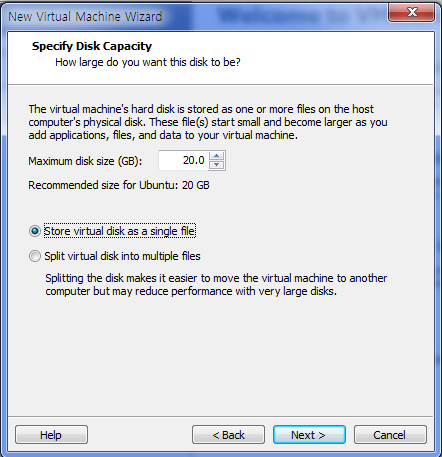 Welcome to VM
New Virtual Machine Wizard
Specify Disk Capacity
How large do you want this disk to be?
The virtual machine's hard disk is stored as one or more files on the host
computer's physical disk. These file(s) start small and become larger as you
add applications, files, and data to your virtual machine.
Maximum disk size (GB): 20.0
Recommended size for Ubuntu: 20 GB
Store virtual disk as a single file
Split virtual disk into multiple files
Splitting the disk makes it easier to move the virtual machine to another
computer but may reduce performance with very large disks.
Help < Back Next > Cancel